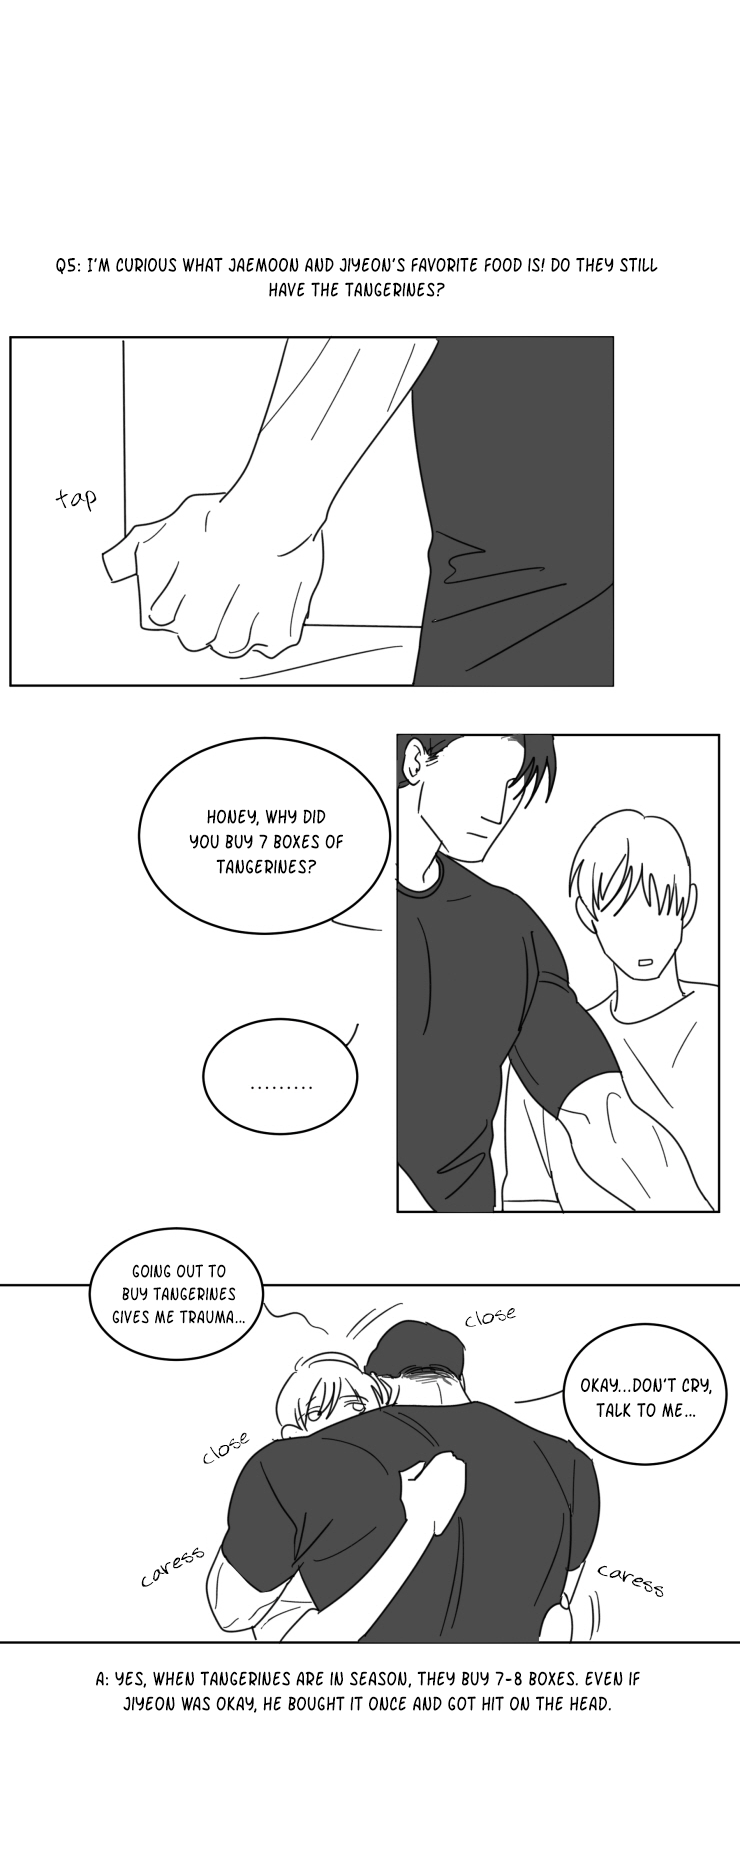 Q5: I'M CURIOUS WHAT JAEMOON AND JIYEON'S FAVORITE FOOD IS! DO THEY STILL
HAVE THE TANGERINES?
tap
HONEY, WHY DID
YOU BUY 7 BOXES OF
TANGERINES?
.........
GOING OUT TO
BUY TANGERINES
GIVES ME TRAUMA...
close
OKAY...DON'T CRY,
TALK TO ME...
close
caress
caress
A: YES, WHEN TANGERINES ARE IN SEASON, THEY BUY 7-8 BOXES. EVEN IF
JIYEON WAS OKAY, HE BOUGHT IT ONCE AND GOT HIT ON THE HEAD.